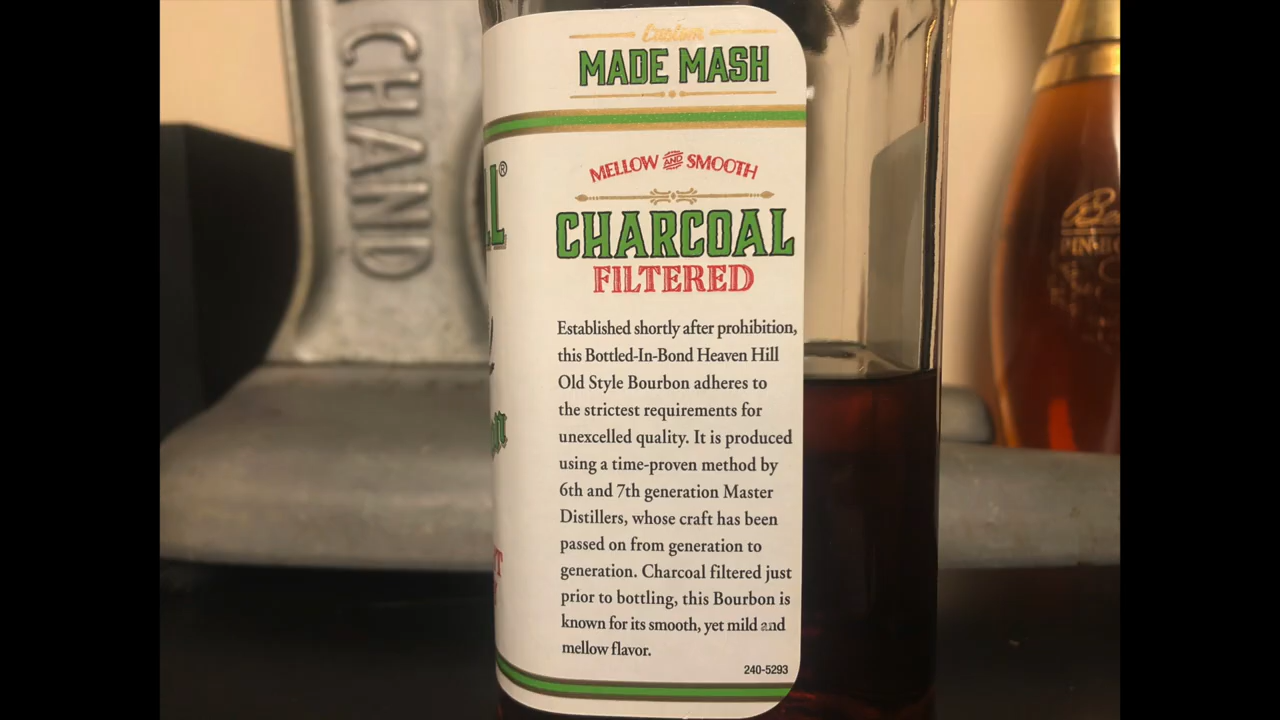 CHAND
Custom
MADE MASH
MELLOW AND SMOOTH
CHARCOAL
FILTERED
Established shortly after prohibition,
this Bottled-In-Bond Heaven Hill
Old Style Bourbon adheres to
the strictest requirements for
unexcelled quality. It is produced
using a time-proven method by
6th and 7th generation Master
Distillers, whose craft has been
passed on from generation to
generation. Charcoal filtered just
prior to bottling, this Bourbon is
known for its smooth, yet mild and
mellow flavor.
240-5293